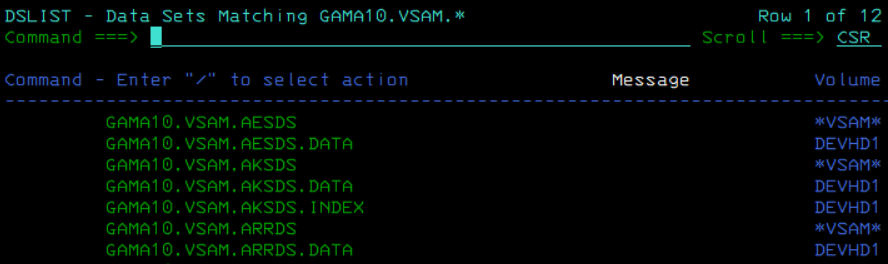 DSLIST - Data Sets Matching GAMA10.VSAM.* Row 1 of 12
Command ===> Scroll ===> CSR
Command - Enter "/" to select action Message Volume
-------------------------------------------------------------------------------
GAMA10.VSAM.AESDS *VSAM*
GAMA10.VSAM.AESDS.DATA DEVHD1
GAMA10.VSAM.AKSDS *VSAM*
GAMA10.VSAM.AKSDS.DATA DEVHD1
GAMA10.VSAM.AKSDS.INDEX DEVHD1
GAMA10.VSAM.ARRDS *VSAM*
GAMA10.VSAM.ARRDS.DATA DEVHD1